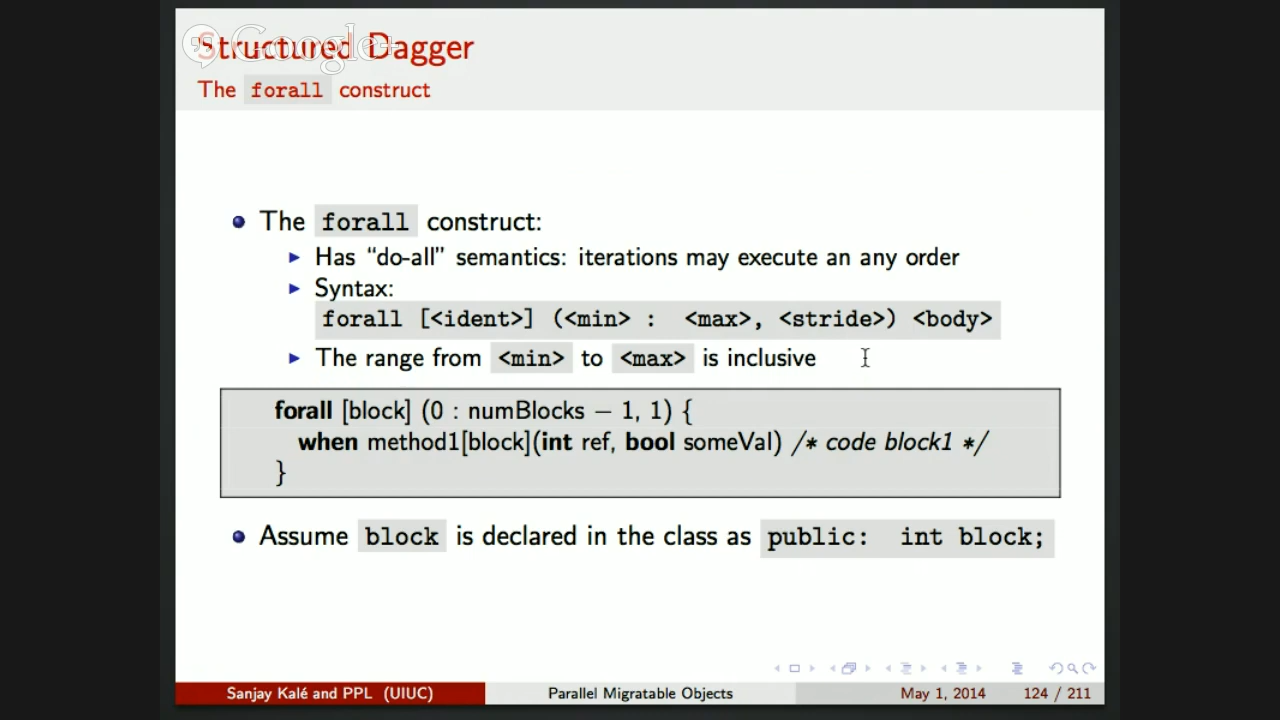 Structured Dagger
Google+
The forall construct
The forall construct:
Has “do-all” semantics: iterations may execute an any order
Syntax:
forall [<ident>] (<min> : <max>, <stride>) <body>
The range from <min> to <max> is inclusive
forall [block] (0 : numBlocks − 1, 1) {
when method1[block](int ref, bool someVal) /* code block1 */
}
Assume block is declared in the class as public: int block;
Sanjay Kalé and PPL (UIUC) Parallel Migratable Objects May 1, 2014 124 / 211